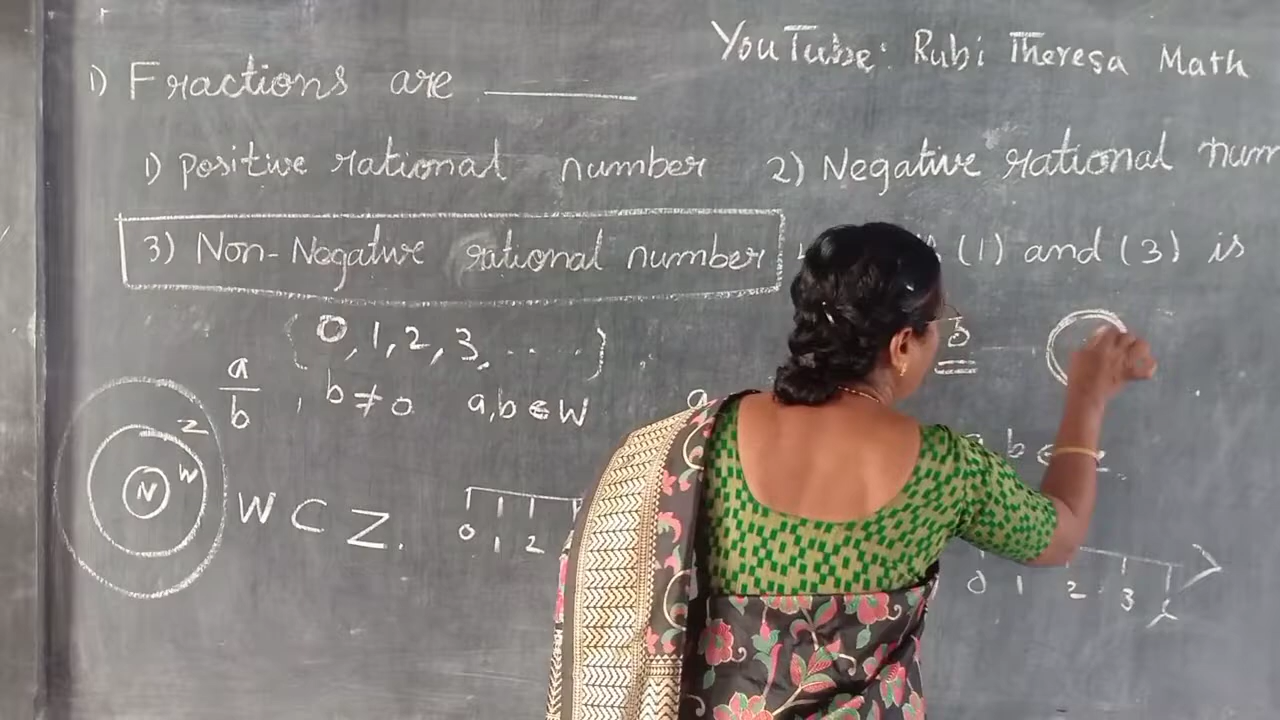 YouTube: Rubi Theresa Math
1) Fractions are ______
1) positive rational number 2) Negative rational num
3) Non-Negative rational number (1) and (3) is
{0, 1, 2, 3, ......}
a/b , b ≠ 0 a, b ∈ W a
b
b ∈
Z
W
N
W ⊂ Z.
0 1 2
0 1 2 3